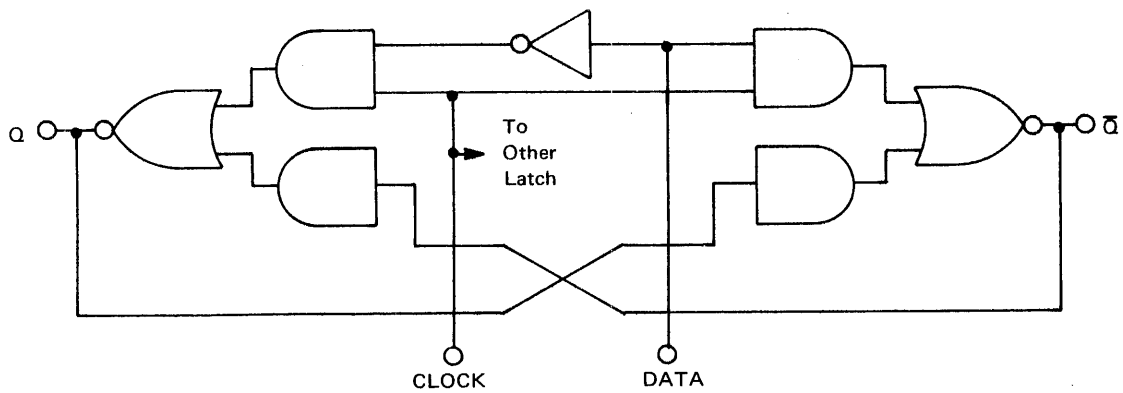 To
Other
Latch
Q
Q̅
CLOCK
DATA